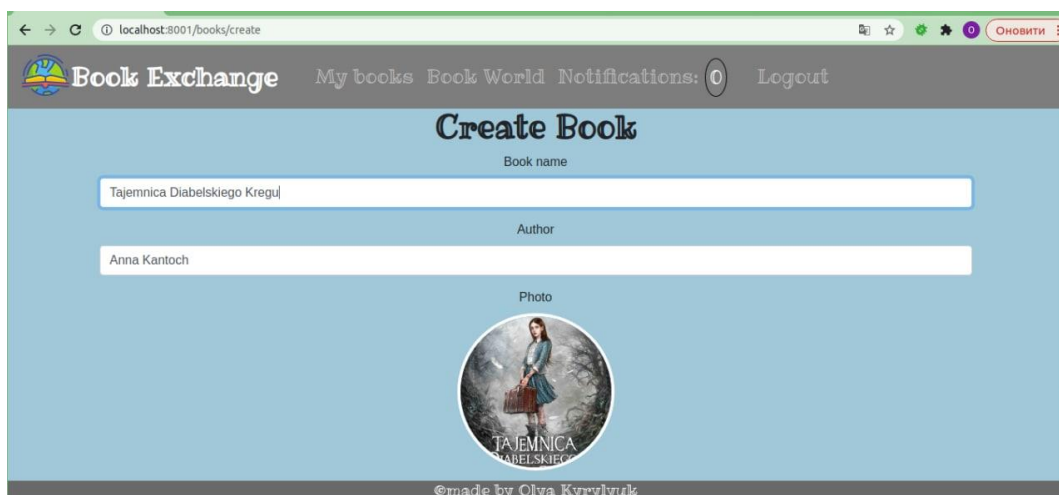 localhost:8001/books/create
О
Оновити
Book Exchange
My books Book World Notifications: 0 Logout
Create Book
Book name
Tajemnica Diabelskiego Kregu
Author
Anna Kantoch
Photo
TAJEMNICA
DIABELSKIEGO
©made by Olya Kyrylyuk